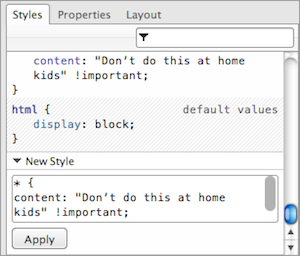 Styles Properties Layout
content: "Don’t do this at home
kids" !important;
}
html { default values
display: block;
}
New Style
* {
content: "Don’t do this at home
kids" !important;
Apply